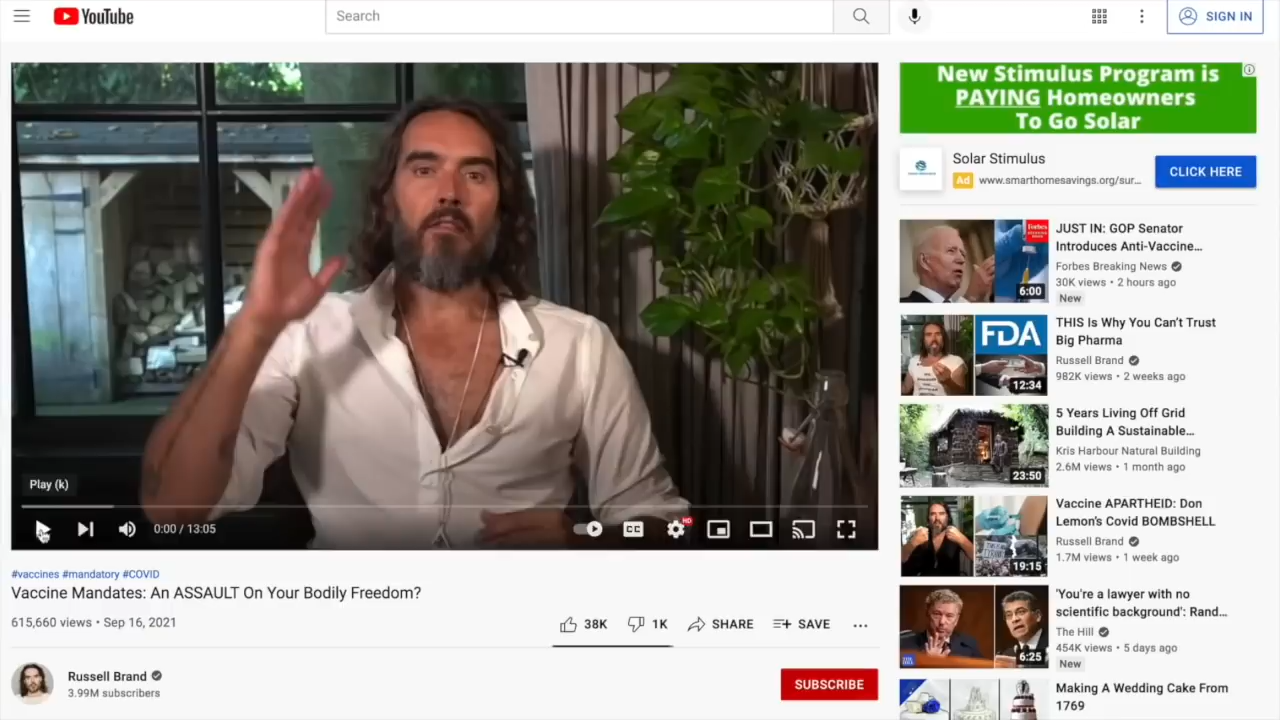 YouTube
Search
SIGN IN
New Stimulus Program is
PAYING Homeowners
To Go Solar
Solar Stimulus
Ad www.smarthomesavings.org/sur...
CLICK HERE
Play (k)
0:00 / 13:05
CC
HD
#vaccines #mandatory #COVID
Vaccine Mandates: An ASSAULT On Your Bodily Freedom?
615,660 views • Sep 16, 2021
38K
1K
SHARE
SAVE
Russell Brand
3.99M subscribers
SUBSCRIBE
Forbes
6:00
JUST IN: GOP Senator
Introduces Anti-Vaccine...
Forbes Breaking News
30K views • 2 hours ago
New
FDA
12:34
THIS Is Why You Can't Trust
Big Pharma
Russell Brand
982K views • 2 weeks ago
23:50
5 Years Living Off Grid
Building A Sustainable...
Kris Harbour Natural Building
2.6M views • 1 month ago
19:15
Vaccine APARTHEID: Don
Lemon's Covid BOMBSHELL
Russell Brand
1.7M views • 1 week ago
6:25
'You're a lawyer with no
scientific background': Rand...
The Hill
454K views • 5 days ago
New
Making A Wedding Cake From
1769